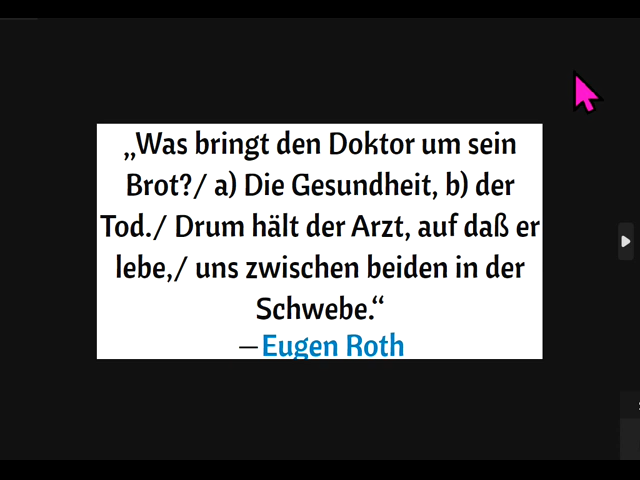 „Was bringt den Doktor um sein
Brot?/ a) Die Gesundheit, b) der
Tod./ Drum hält der Arzt, auf daß er
lebe,/ uns zwischen beiden in der
Schwebe.“
—Eugen Roth